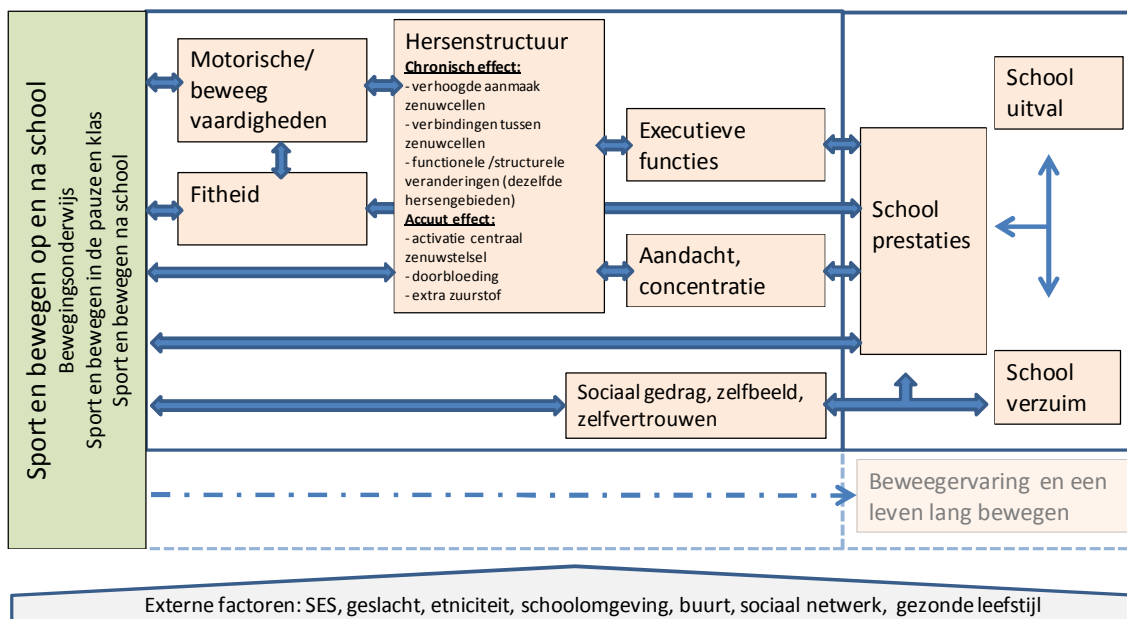 Sport en bewegen op en na school
Bewegingsonderwijs
Sport en bewegen in de pauze en klas
Sport en bewegen na school
Motorische/
beweeg
vaardigheden
Fitheid
Hersenstructuur
Chronisch effect:
- verhoogde aanmaak
zenuwcellen
- verbindingen tussen
zenuwcellen
- functionele /structurele
veranderingen (dezelfde
hersengebieden)
Accuut effect:
- activatie centraal
zenuwstelsel
- doorbloeding
- extra zuurstof
Executieve
functies
Aandacht,
concentratie
Sociaal gedrag, zelfbeeld,
zelfvertrouwen
School
prestaties
School
uitval
School
verzuim
Beweegervaring en een
leven lang bewegen
Externe factoren: SES, geslacht, etniciteit, schoolomgeving, buurt, sociaal netwerk, gezonde leefstijl